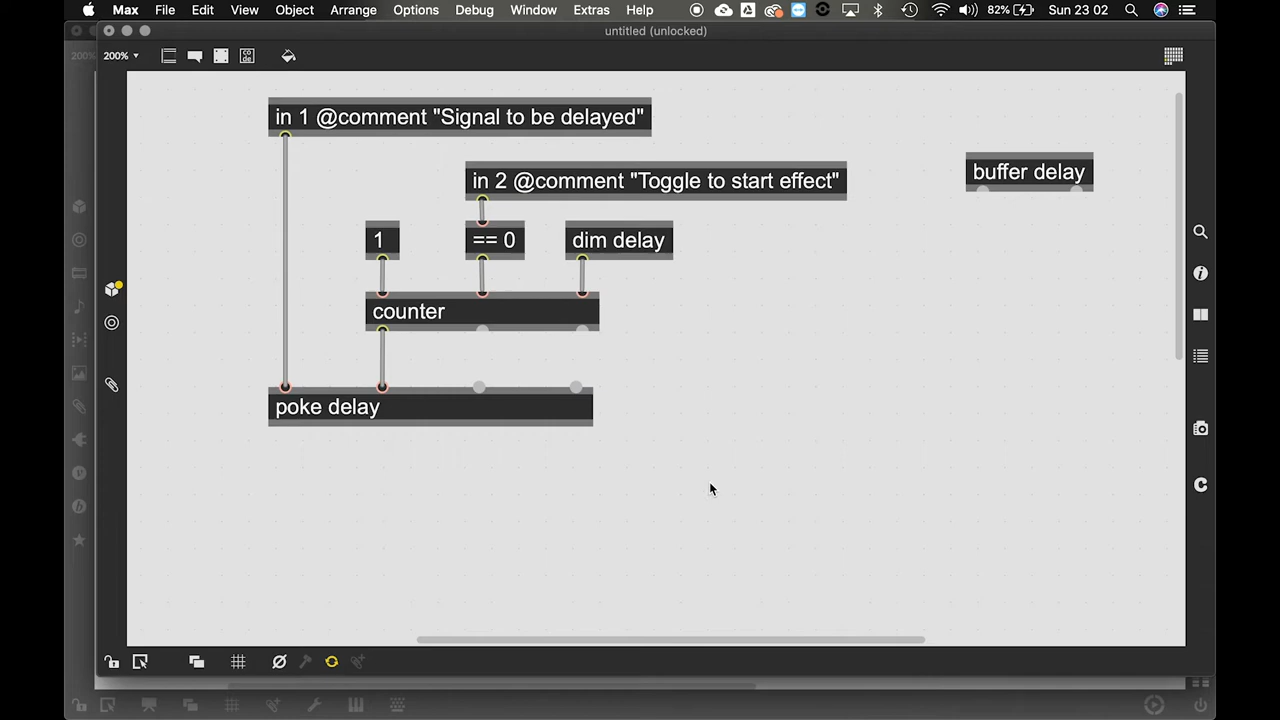 Max File Edit View Object Arrange Options Debug Window Extras Help 82% Sun 23 02
untitled (unlocked)
200%
in 1 @comment "Signal to be delayed"
in 2 @comment "Toggle to start effect"
buffer delay
1
== 0
dim delay
counter
poke delay